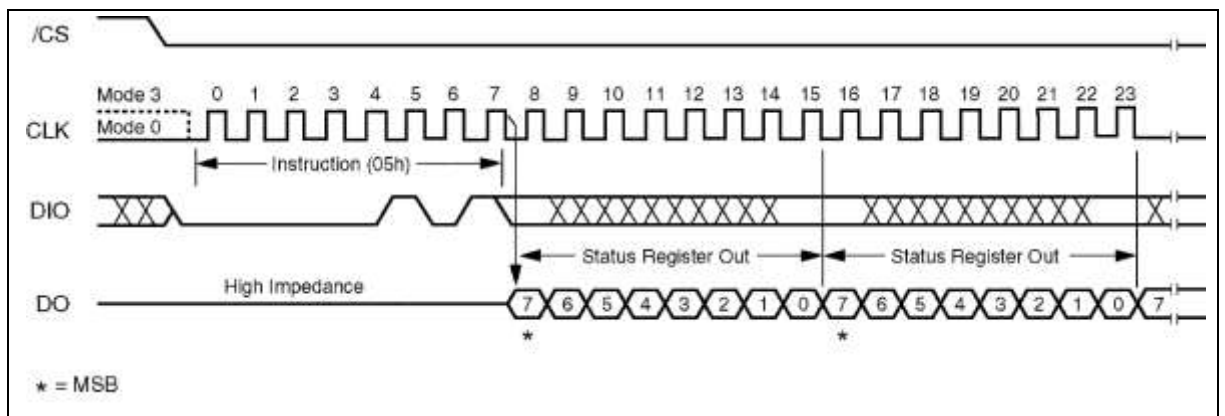 /CS
Mode 3 0 1 2 3 4 5 6 7 8 9 10 11 12 13 14 15 16 17 18 19 20 21 22 23
CLK Mode 0
Instruction (05h)
DIO
Status Register Out Status Register Out
High Impedance
DO 7 6 5 4 3 2 1 0 7 6 5 4 3 2 1 0 7
* *
* = MSB